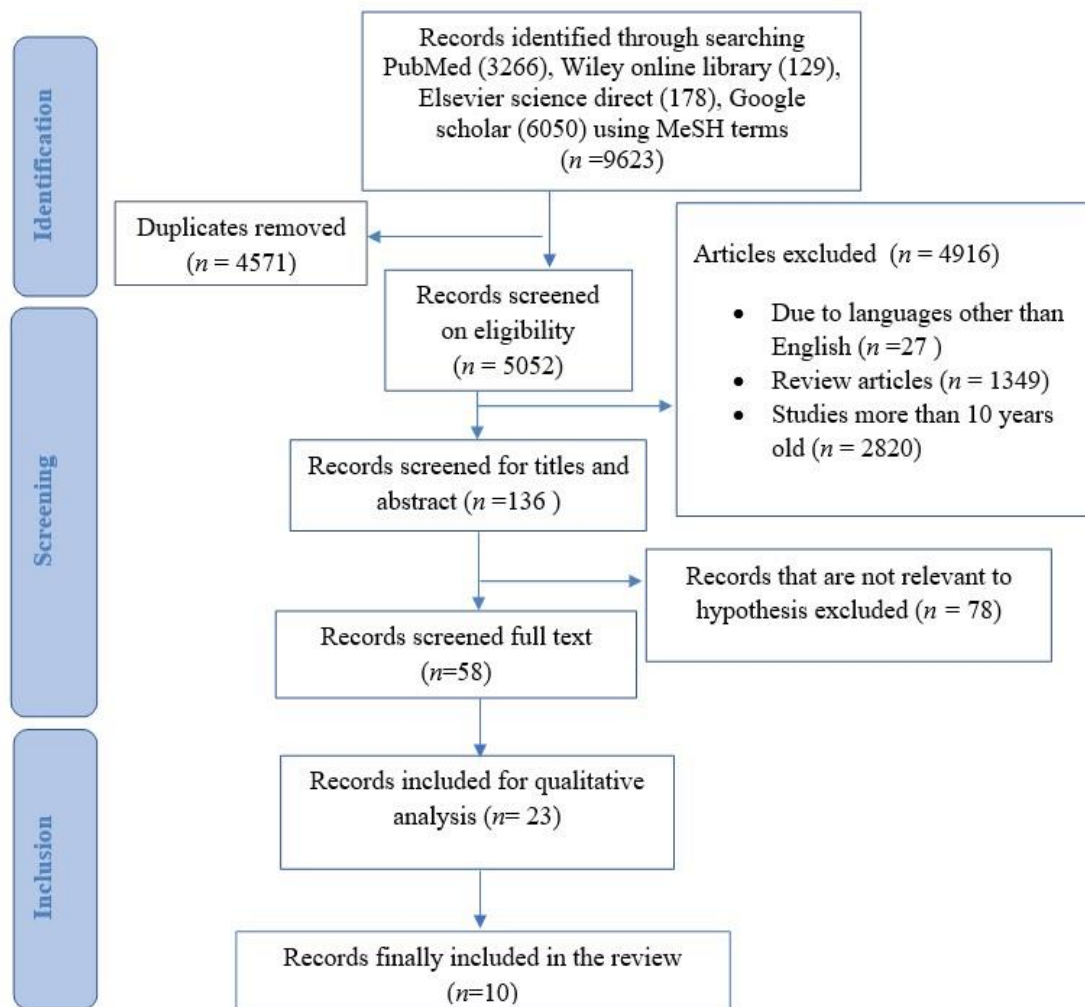 Identification
Records identified through searching
PubMed (3266), Wiley online library (129),
Elsevier science direct (178), Google
scholar (6050) using MeSH terms
(n =9623)
Duplicates removed
(n = 4571)
Records screened
on eligibility
(n = 5052)
Articles excluded (n = 4916)
• Due to languages other than
English (n =27 )
• Review articles (n = 1349)
• Studies more than 10 years
old (n = 2820)
Screening
Records screened for titles and
abstract (n =136 )
Records that are not relevant to
hypothesis excluded (n = 78)
Records screened full text
(n=58)
Inclusion
Records included for qualitative
analysis (n= 23)
Records finally included in the review
(n=10)